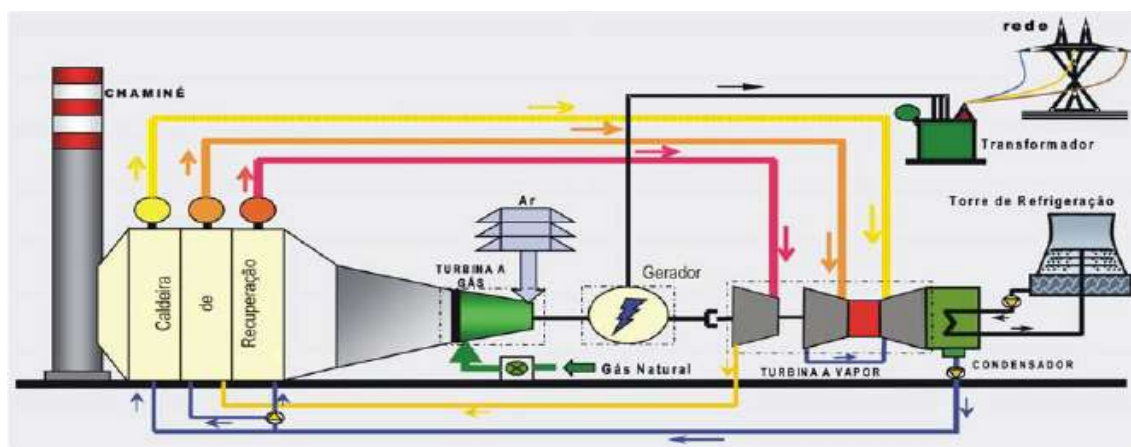 rede
CHAMINÉ
Transformador
Ar
Torre de Refrigeração
TURBINA A
GÁS
Gerador
Caldeira
de
Recuperação
Gás Natural
TURBINA A VAPOR
CONDENSADOR